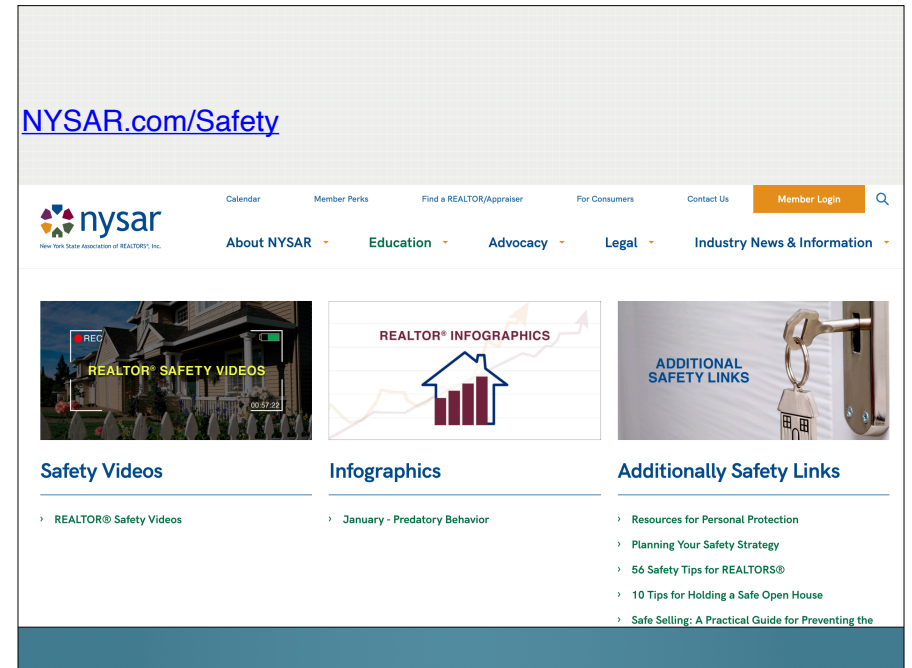 NYSAR.com/Safety
Calendar Member Perks Find a REALTOR/Appraiser For Consumers Contact Us Member Login
nysar
New York State Association of REALTORS®, Inc.
About NYSAR Education Advocacy Legal Industry News & Information
REC
REALTOR® SAFETY VIDEOS
00:57:22
REALTOR® INFOGRAPHICS
ADDITIONAL
SAFETY LINKS
Safety Videos
› REALTOR® Safety Videos
Infographics
› January - Predatory Behavior
Additionally Safety Links
› Resources for Personal Protection
› Planning Your Safety Strategy
› 56 Safety Tips for REALTORS®
› 10 Tips for Holding a Safe Open House
› Safe Selling: A Practical Guide for Preventing the